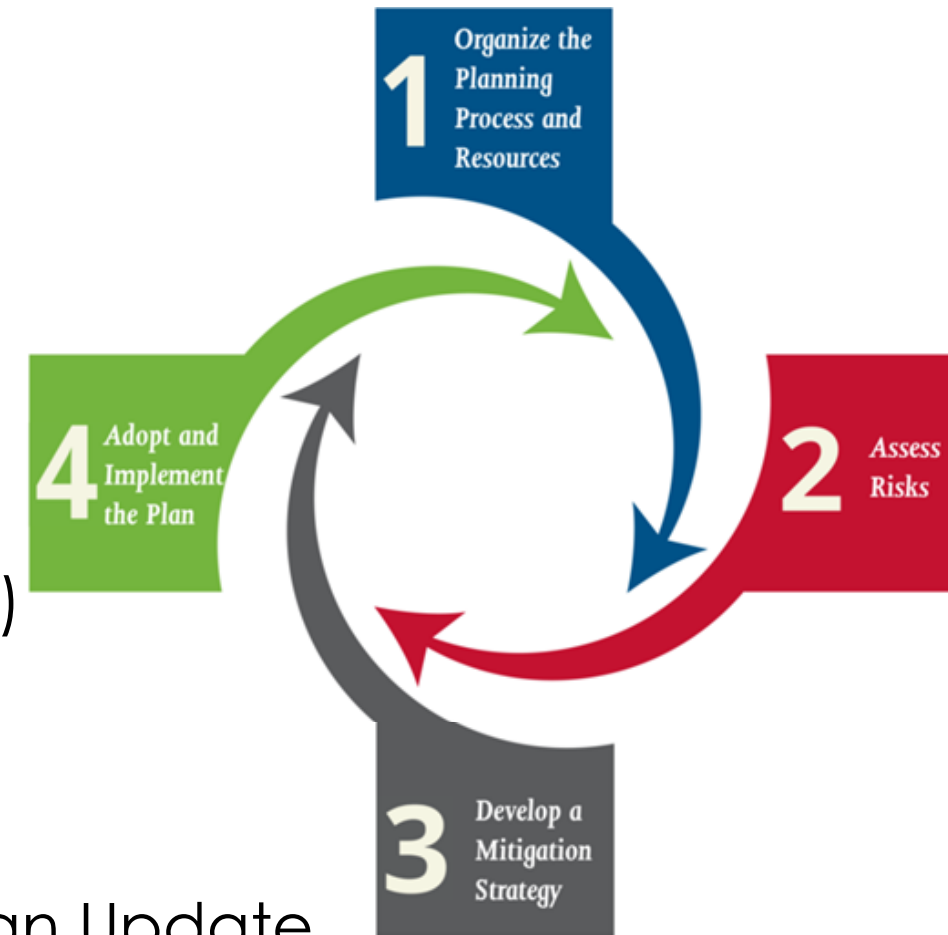 1
Organize the
Planning
Process and
Resources
2
Assess
Risks
3
Develop a
Mitigation
Strategy
4
Adopt and
Implement
the Plan
)
Update